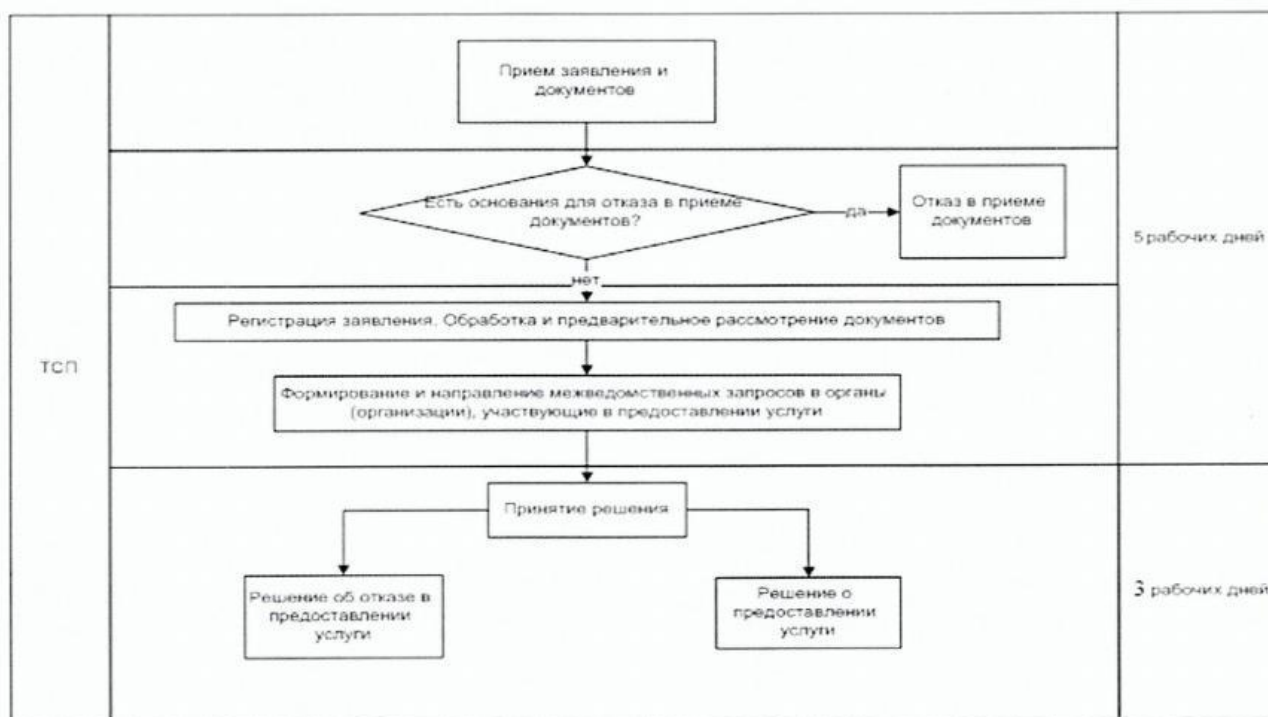 Прием заявления и
документов
Есть основания для отказа в приеме
документов?
да
Отказ в приеме
документов
5 рабочих дней
нет
Регистрация заявления. Обработка и предварительное рассмотрение документов
ТСП
Формирование и направление межведомственных запросов в органы
(организации), участвующие в предоставлении услуги
Принятие решения
Решение об отказе в
предоставлении
услуги
Решение о
предоставлении
услуги
3 рабочих дней